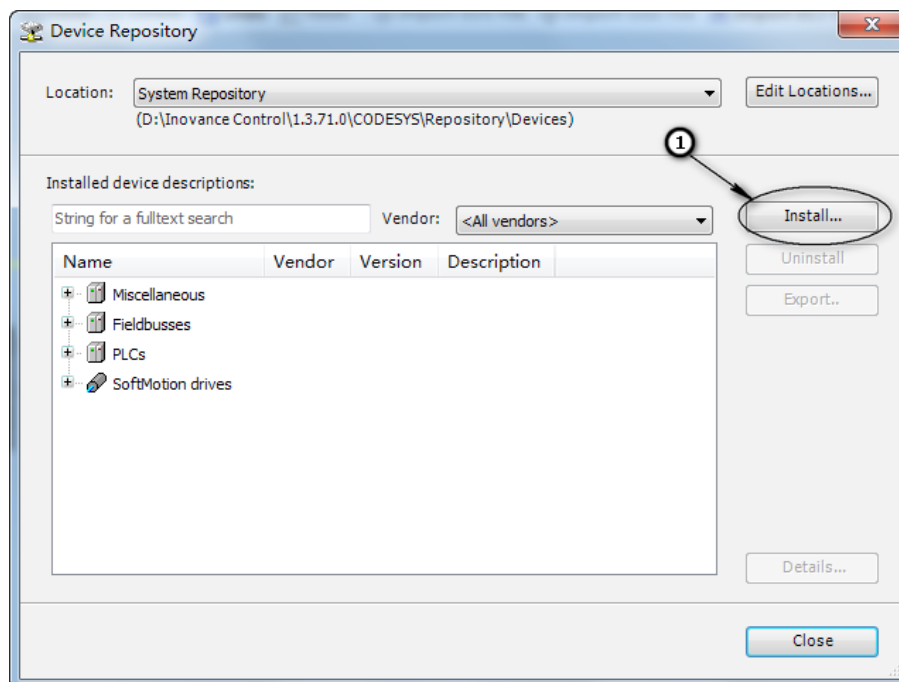 Device Repository
X
Location:
System Repository
Edit Locations...
(D:\Inovance Control\1.3.71.0\CODESYS\Repository\Devices)
1
Installed device descriptions:
String for a fulltext search
Vendor:
<All vendors>
Install...
Name Vendor Version Description
Uninstall
Miscellaneous
Export..
Fieldbusses
PLCs
SoftMotion drives
Details...
Close